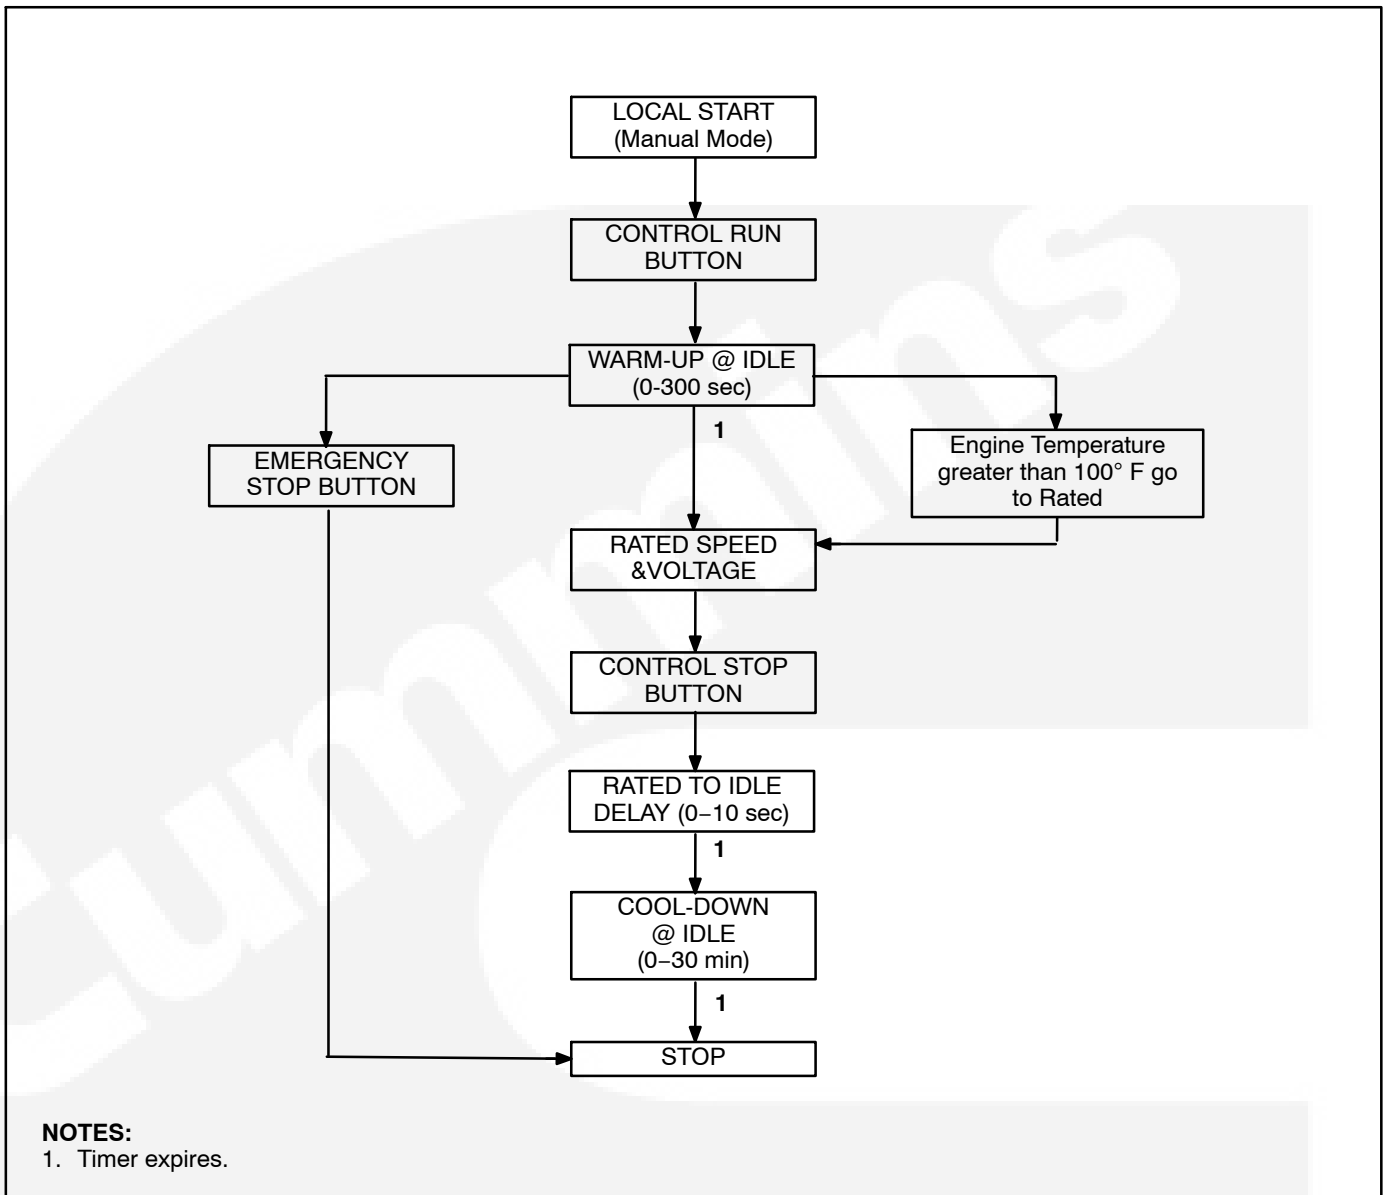 LOCAL START
(Manual Mode)
CONTROL RUN
BUTTON
WARM-UP @ IDLE
(0-300 sec)
1
EMERGENCY
STOP BUTTON
Engine Temperature
greater than 100° F go
to Rated
RATED SPEED
&VOLTAGE
CONTROL STOP
BUTTON
RATED TO IDLE
DELAY (0–10 sec)
1
COOL-DOWN
@ IDLE
(0–30 min)
1
STOP
NOTES:
1. Timer expires.
Cummins